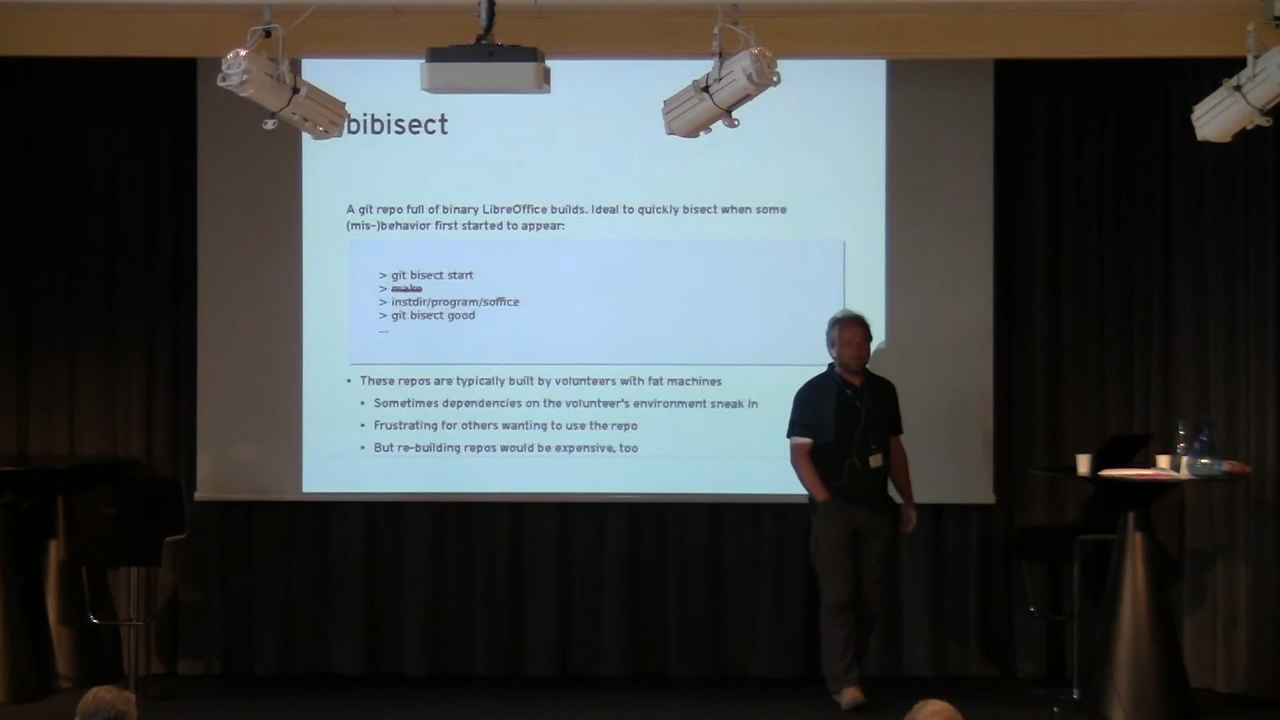 bibisect
A git repo full of binary LibreOffice builds. Ideal to quickly bisect when some
(mis-)behavior first started to appear:
> git bisect start
> make
> instdir/program/soffice
> git bisect good
...
• These repos are typically built by volunteers with fat machines
• Sometimes dependencies on the volunteer's environment sneak in
• Frustrating for others wanting to use the repo
• But re-building repos would be expensive, too